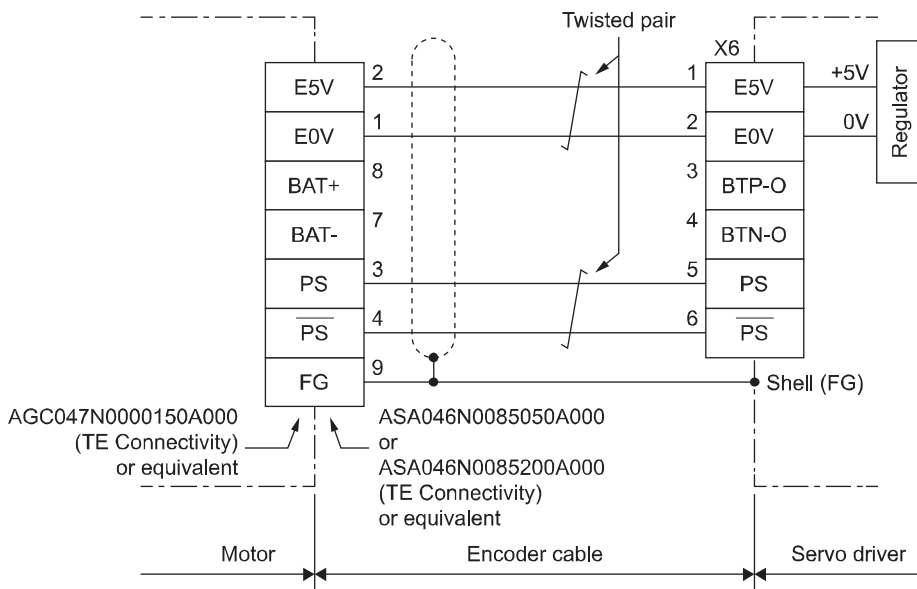 Twisted pair
X6
E5V 2 1 E5V +5V
E0V 1 2 E0V 0V
Regulator
BAT+ 8 3 BTP-O
BAT- 7 4 BTN-O
PS 3 5 PS
P̅S̅ 4 6 P̅S̅
FG 9 Shell (FG)
AGC047N0000150A000
(TE Connectivity)
or equivalent
ASA046N0085050A000
or
ASA046N0085200A000
(TE Connectivity)
or equivalent
Motor Encoder cable Servo driver